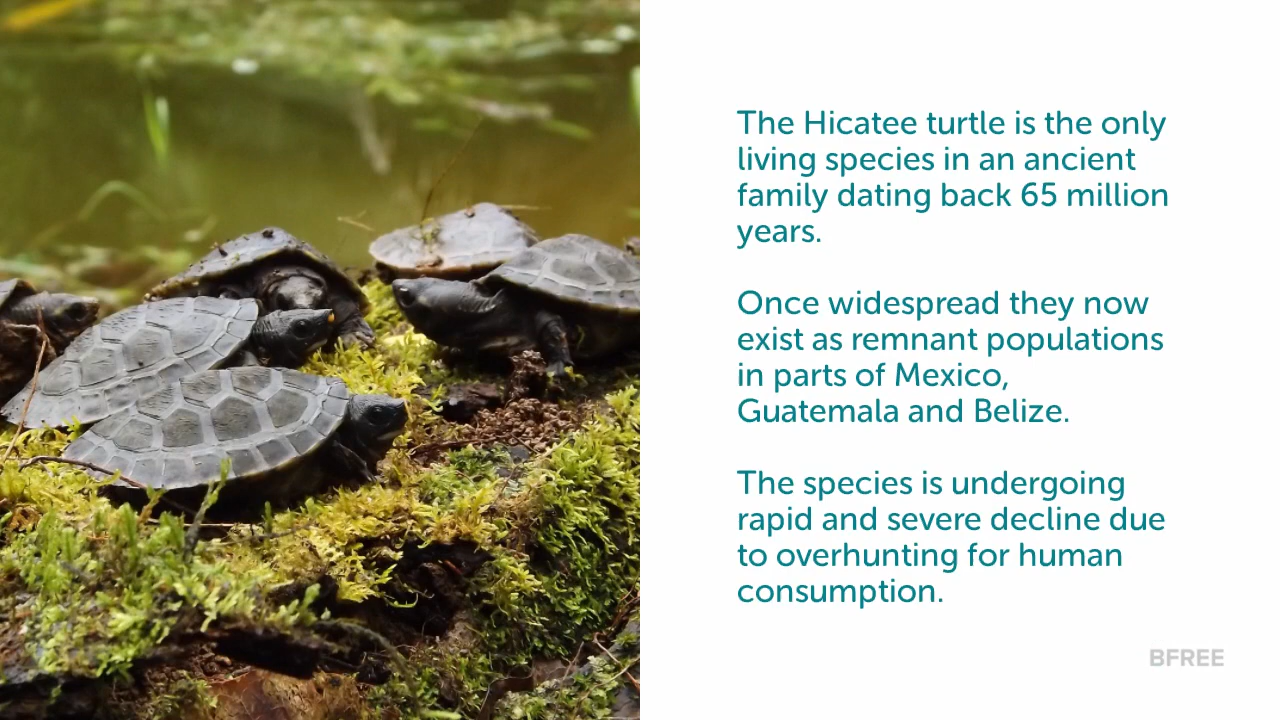 The Hicatee turtle is the only
living species in an ancient
family dating back 65 million
years.
Once widespread they now
exist as remnant populations
in parts of Mexico,
Guatemala and Belize.
The species is undergoing
rapid and severe decline due
to overhunting for human
consumption.
BFREE